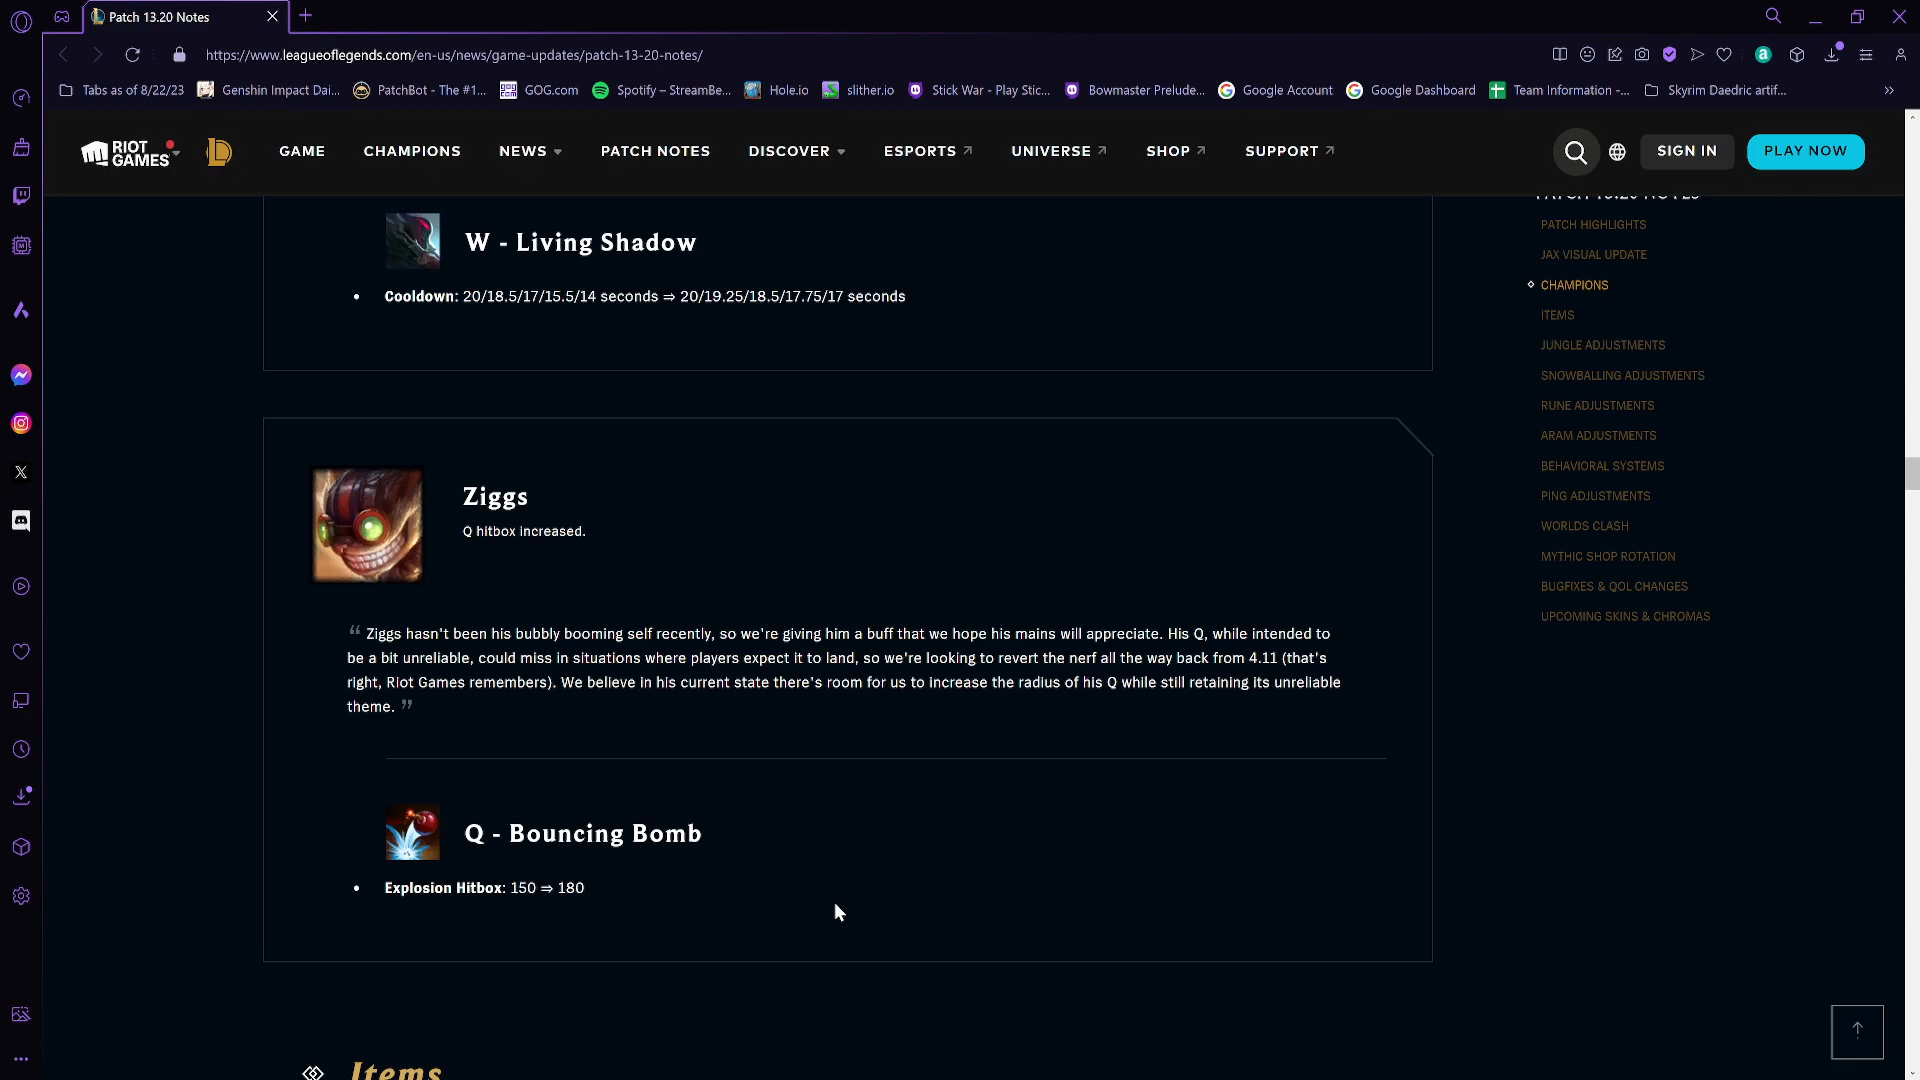 Patch 13.20 Notes
https://www.leagueoflegends.com/en-us/news/game-updates/patch-13-20-notes/
Tabs as of 8/22/23 Genshin Impact Dai... PatchBot - The #1... GOG.com Spotify – StreamBe... Hole.io slither.io Stick War - Play Stic... Bowmaster Prelude... Google Account Google Dashboard Team Information -... Skyrim Daedric artif...
RIOT GAMES GAME CHAMPIONS NEWS PATCH NOTES DISCOVER ESPORTS UNIVERSE SHOP SUPPORT SIGN IN PLAY NOW
W - Living Shadow
• Cooldown: 20/18.5/17/15.5/14 seconds ⇒ 20/19.25/18.5/17.75/17 seconds
Ziggs
Q hitbox increased.
“ Ziggs hasn't been his bubbly booming self recently, so we're giving him a buff that we hope his mains will appreciate. His Q, while intended to
be a bit unreliable, could miss in situations where players expect it to land, so we're looking to revert the nerf all the way back from 4.11 (that's
right, Riot Games remembers). We believe in his current state there's room for us to increase the radius of his Q while still retaining its unreliable
theme. ”
Q - Bouncing Bomb
• Explosion Hitbox: 150 ⇒ 180
Items
PATCH 13.20 NOTES
PATCH HIGHLIGHTS
JAX VISUAL UPDATE
CHAMPIONS
ITEMS
JUNGLE ADJUSTMENTS
SNOWBALLING ADJUSTMENTS
RUNE ADJUSTMENTS
ARAM ADJUSTMENTS
BEHAVIORAL SYSTEMS
PING ADJUSTMENTS
WORLDS CLASH
MYTHIC SHOP ROTATION
BUGFIXES & QOL CHANGES
UPCOMING SKINS & CHROMAS